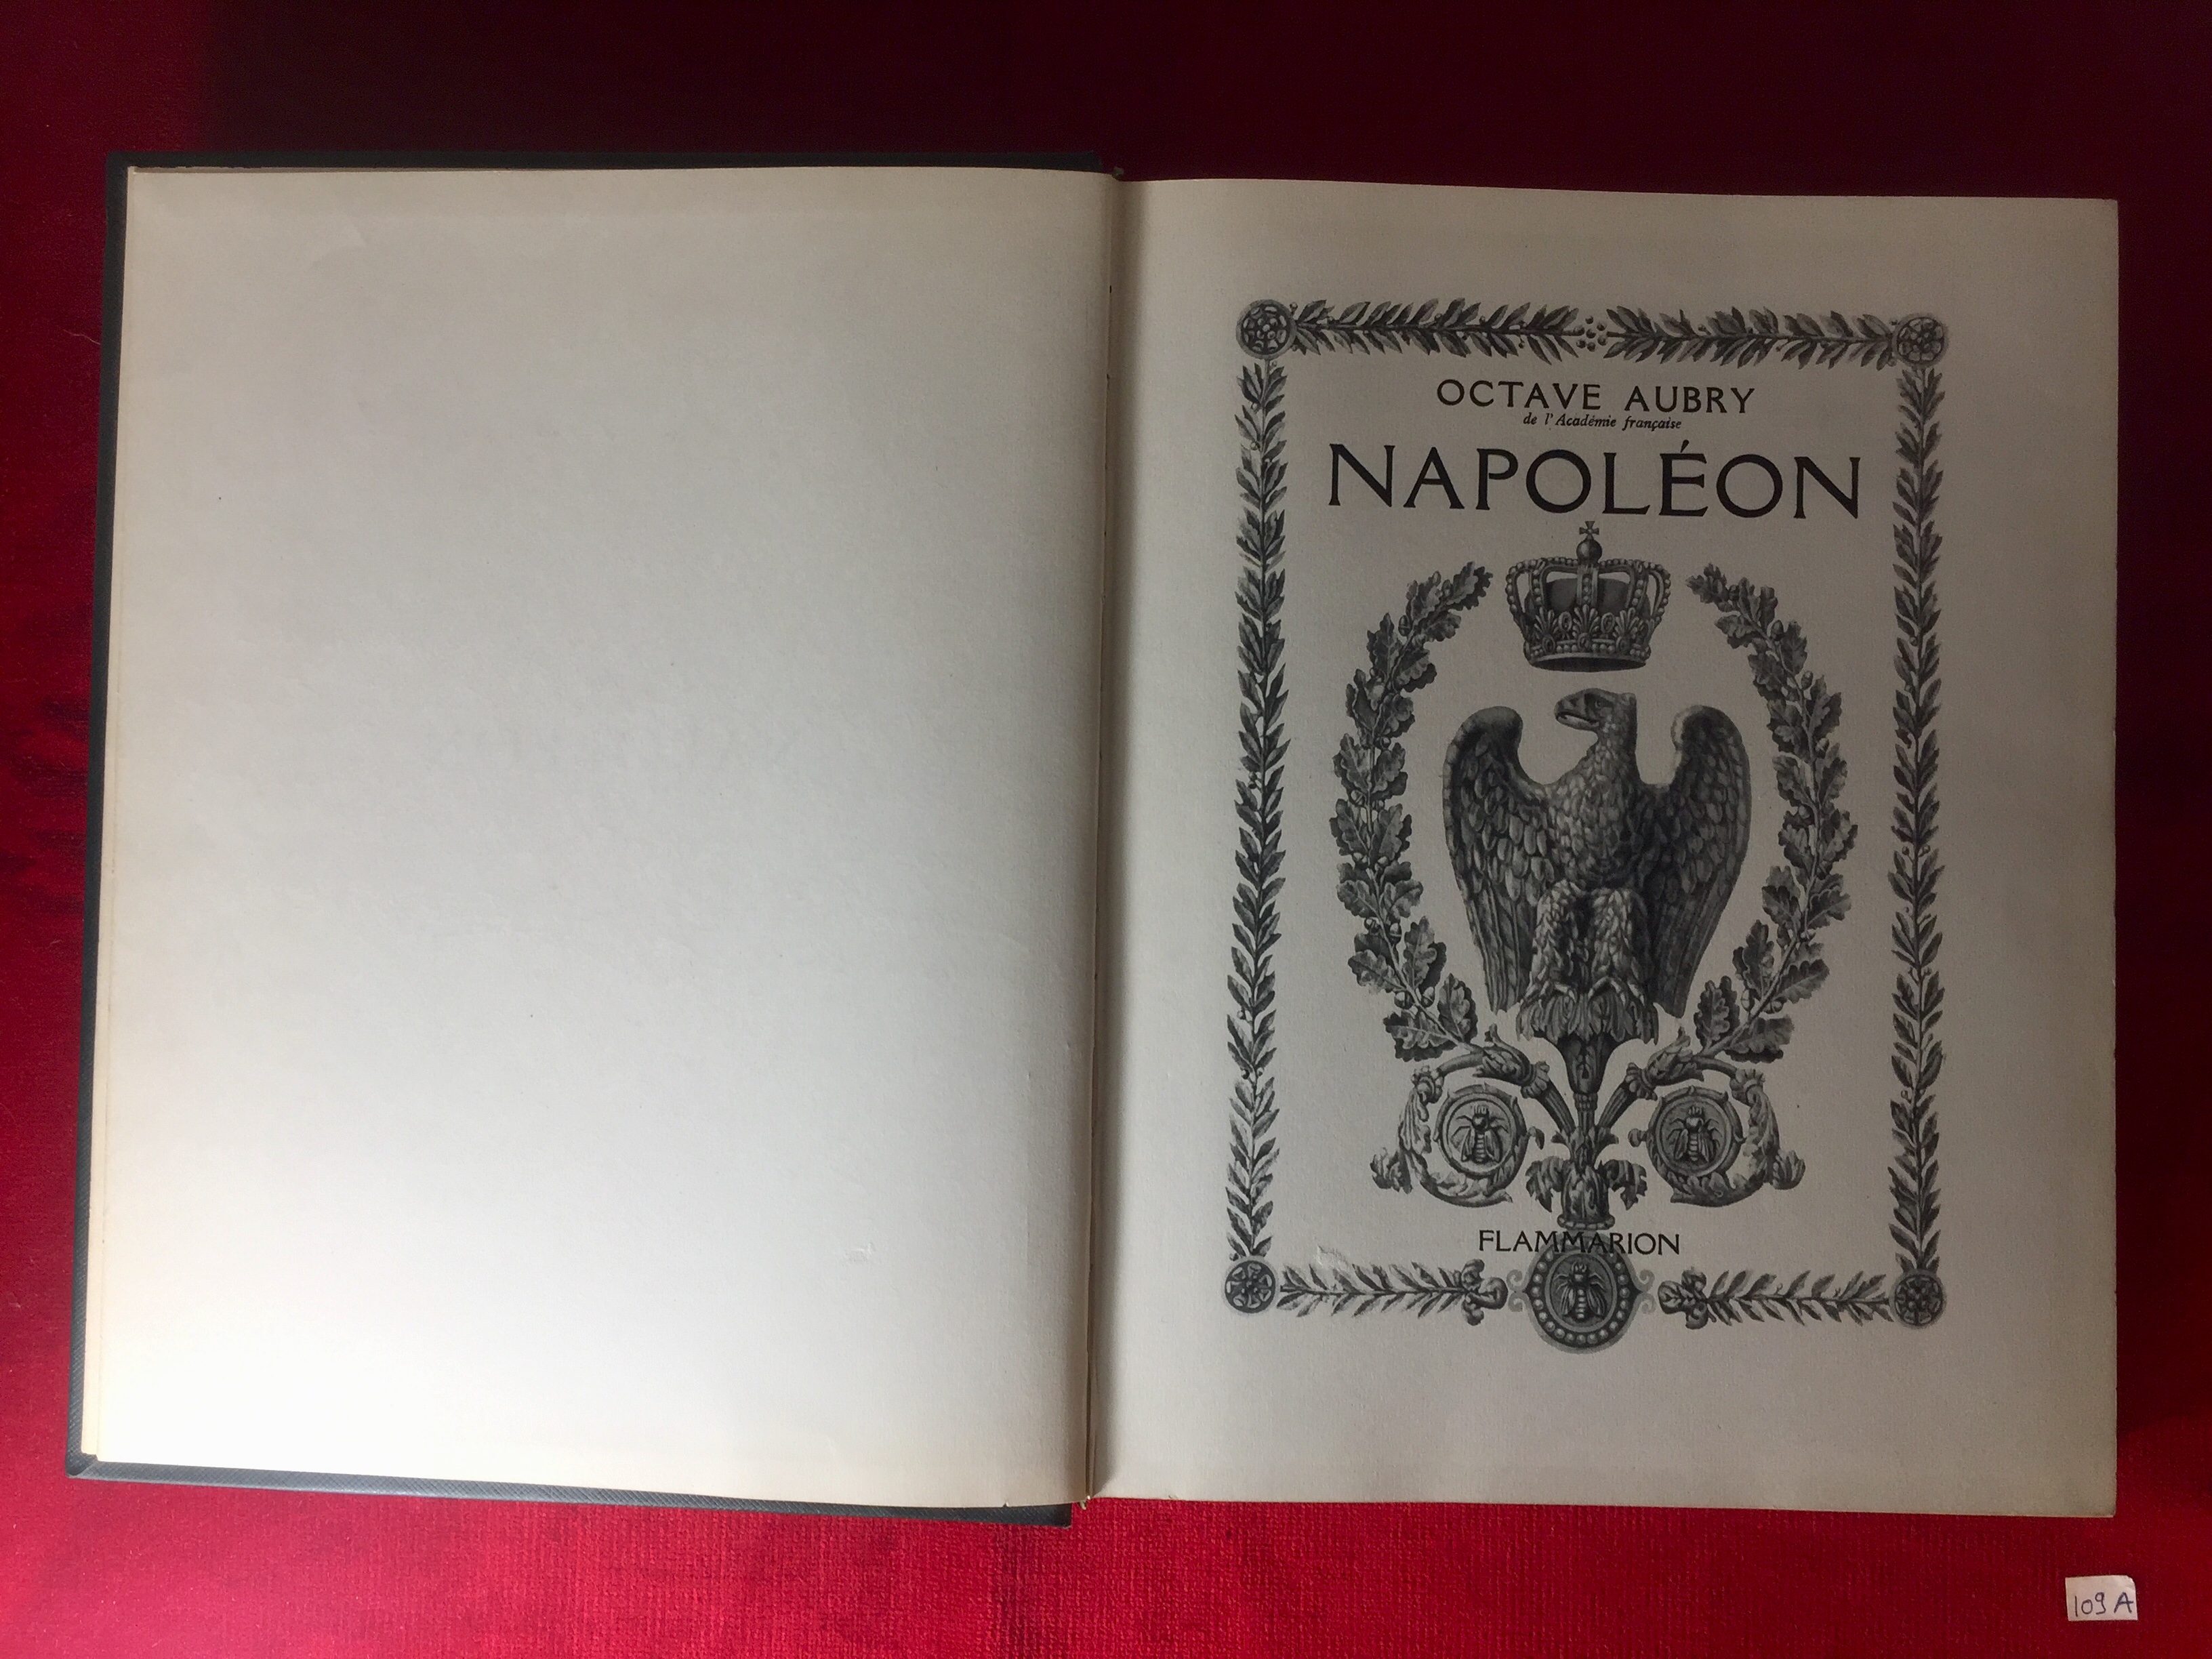 OCTAVE AUBRY
de l'Académie française
NAPOLÉON
FLAMMARION
109 A